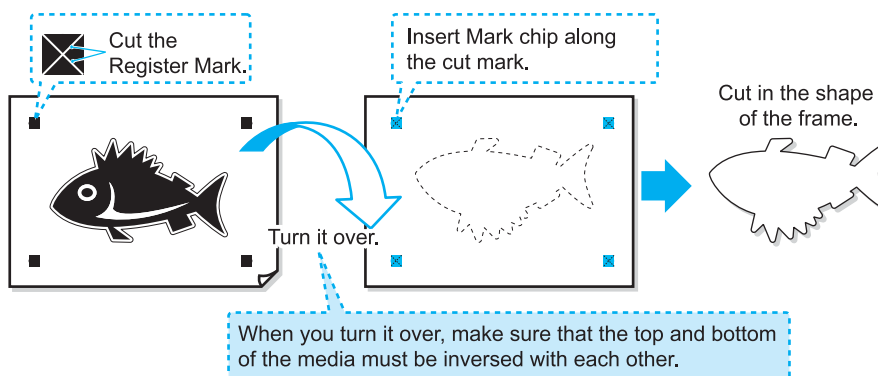 Cut the
Register Mark.
Insert Mark chip along
the cut mark.
Cut in the shape
of the frame.
Turn it over.
When you turn it over, make sure that the top and bottom
of the media must be inversed with each other.